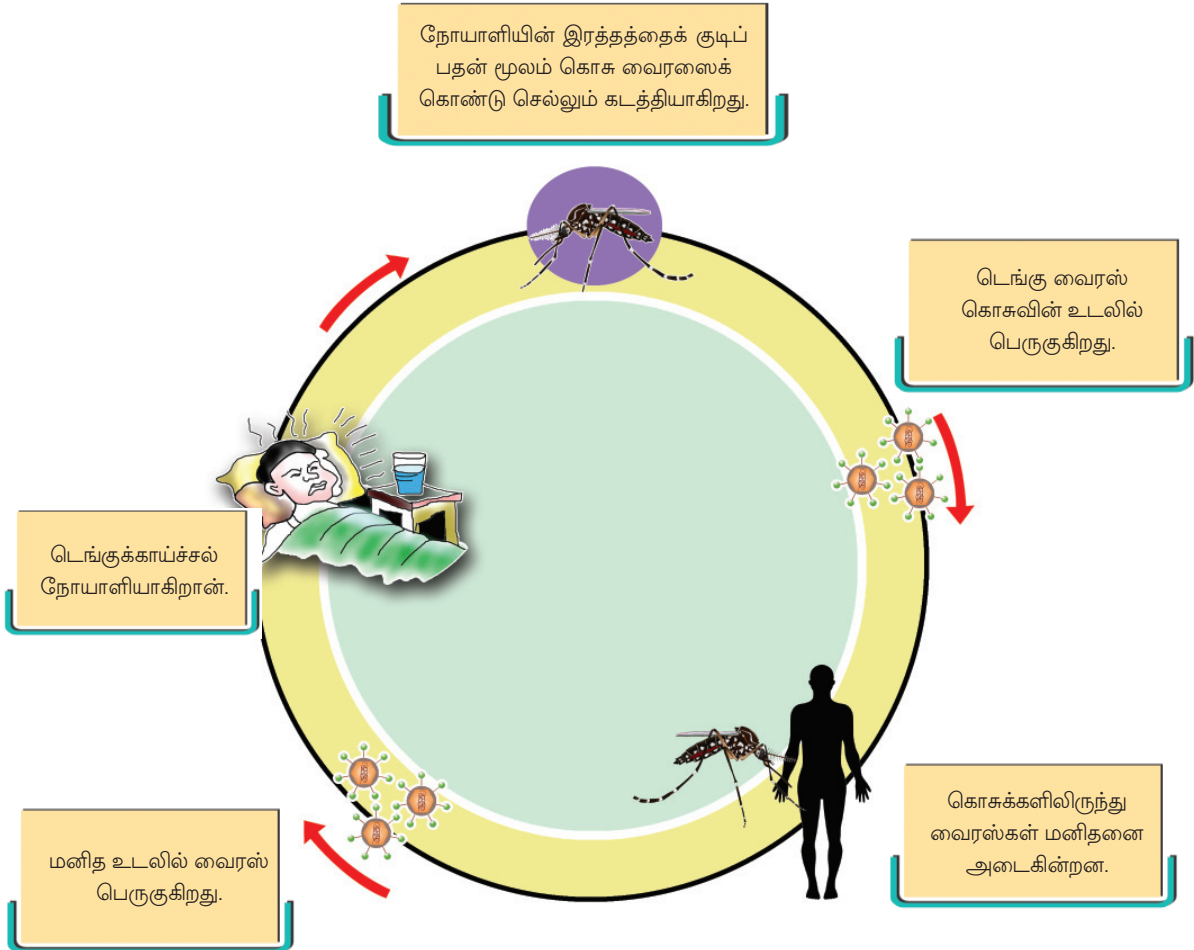 நோயாளியின் இரத்தத்தைக் குடிப்
பதன் மூலம் கொசு வைரஸைக்
கொண்டு செல்லும் கடத்தியாகிறது.
டெங்கு வைரஸ்
கொசுவின் உடலில்
பெருகுகிறது.
கொசுக்களிலிருந்து
வைரஸ்கள் மனிதனை
அடைகின்றன.
மனித உடலில் வைரஸ்
பெருகுகிறது.
டெங்குக்காய்ச்சல்
நோயாளியாகிறான்.